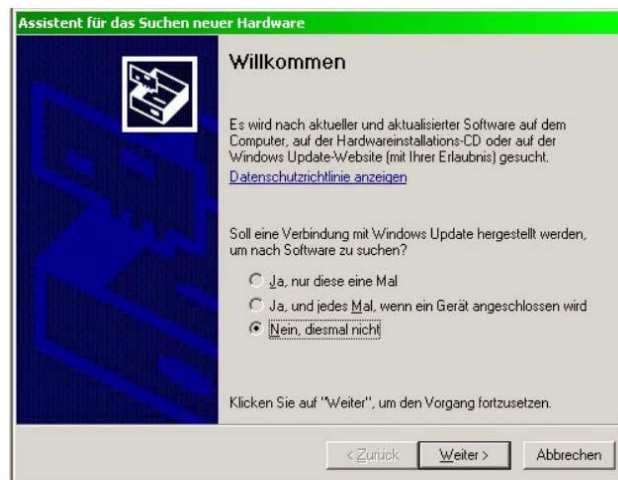 Assistent für das Suchen neuer Hardware
Willkommen
Es wird nach aktueller und aktualisierter Software auf dem
Computer, auf der Hardwareinstallations-CD oder auf der
Windows Update-Website (mit Ihrer Erlaubnis) gesucht.
Datenschutzrichtlinie anzeigen
Soll eine Verbindung mit Windows Update hergestellt werden,
um nach Software zu suchen?
Ja, nur diese eine Mal
Ja, und jedes Mal, wenn ein Gerät angeschlossen wird
Nein, diesmal nicht
Klicken Sie auf "Weiter", um den Vorgang fortzusetzen.
< Zurück Weiter > Abbrechen